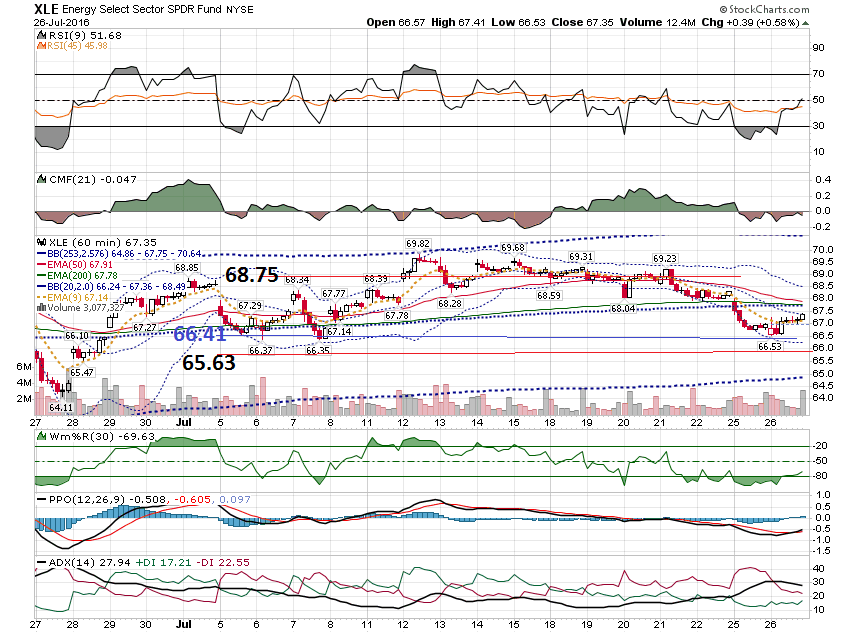 XLE Energy Select Sector SPDR Fund NYSE © StockCharts.com
26-Jul-2016 Open 66.57 High 67.41 Low 66.53 Close 67.35 Volume 12.4M Chg +0.39 (+0.58%)
RSI(9) 51.68
RSI(45) 45.98
90
70
50
30
10
CMF(21) -0.047
0.4
0.2
0.0
-0.2
XLE (60 min) 67.35
BB(253,2.576) 64.86 - 67.75 - 70.64
EMA(50) 67.91
EMA(200) 67.78
BB(20,2.0) 66.24 - 67.36 - 68.49
EMA(9) 67.14
Volume 3,077,327
69.82
69.68
69.31
69.23
68.85
68.75
68.34
68.39
68.28
68.59
68.04
67.77
67.78
67.29
67.27
67.14
66.10
66.41
66.37
66.35
66.53
65.63
65.47
64.11
70.0
69.5
69.0
68.5
68.0
67.5
67.0
66.5
66.0
65.5
65.0
64.5
64.0
6M
4M
2M
27 28 29 30 Jul 5 6 7 8 11 12 13 14 15 18 19 20 21 22 25 26
Wm%R(30) -69.63
-20
-50
-80
PPO(12,26,9) -0.508, -0.605, 0.097
1.0
0.5
0.0
-0.5
-1.0
-1.5
ADX(14) 27.94 +DI 17.21 -DI 22.55
40
30
20
10
27 28 29 30 Jul 5 6 7 8 11 12 13 14 15 18 19 20 21 22 25 26